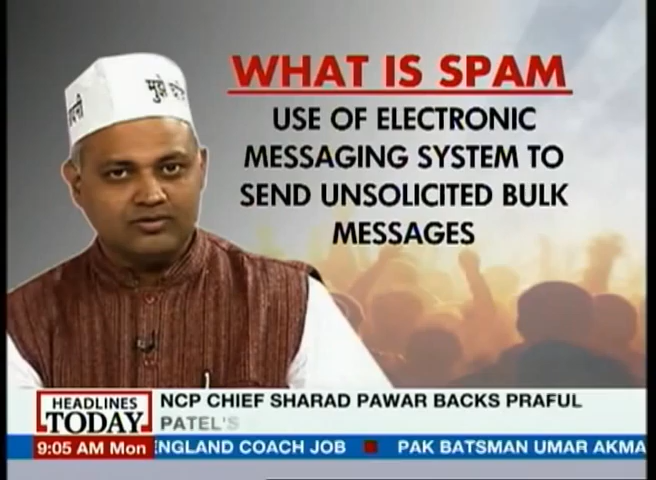 मुझे
WHAT IS SPAM
USE OF ELECTRONIC
MESSAGING SYSTEM TO
SEND UNSOLICITED BULK
MESSAGES
HEADLINES
TODAY
NCP CHIEF SHARAD PAWAR BACKS PRAFUL
PATEL'S
9:05 AM Mon
ENGLAND COACH JOB PAK BATSMAN UMAR AKMA